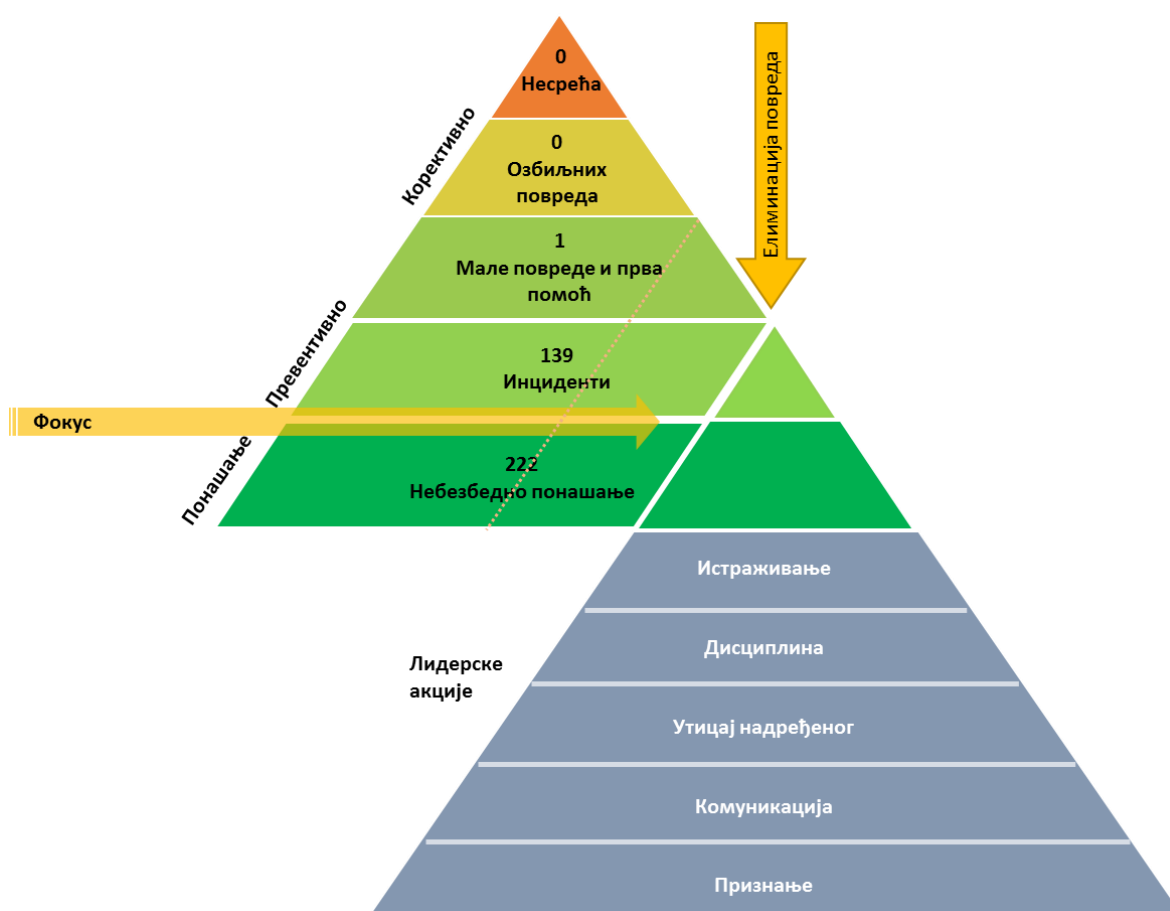 0
Несрећа
Корективно
0
Озбиљних
повреда
Елиминација повреда
1
Мале повреде и прва
помоћ
Превентивно
139
Инциденти
Фокус
Понашање
222
Небезбедно понашање
Истраживање
Лидерске
акције
Дисциплина
Утицај надређеног
Комуникација
Признање